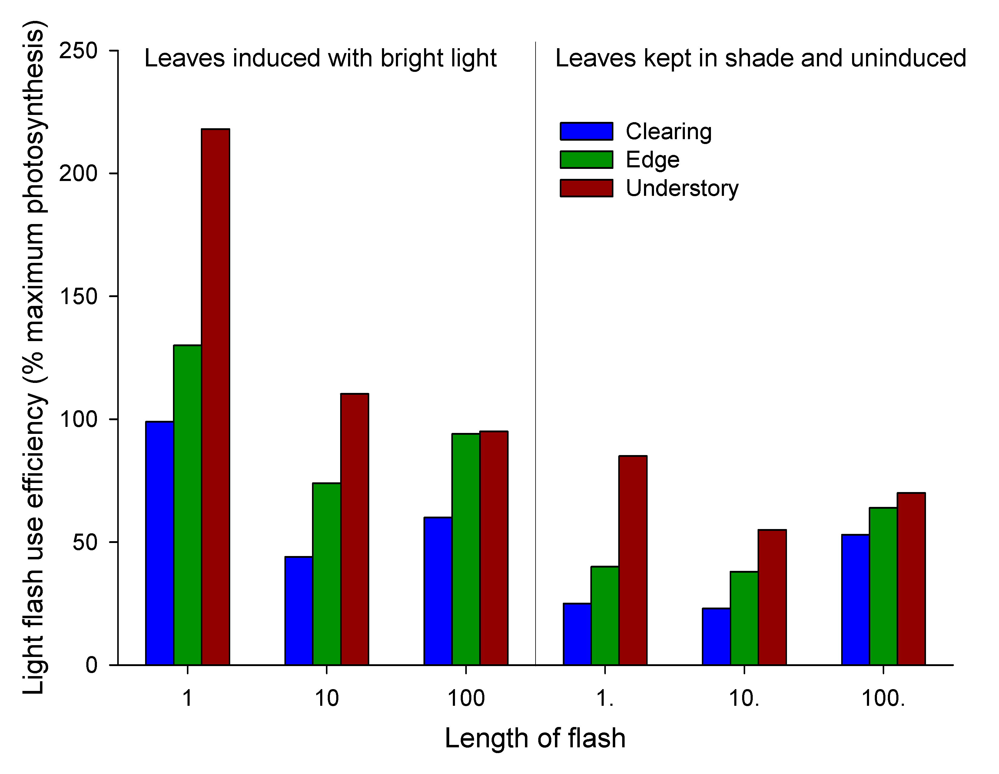 Light flash use efficiency (% maximum photosynthesis)
250
200
150
100
50
0
Leaves induced with bright light
Leaves kept in shade and uninduced
Clearing
Edge
Understory
1
10
100
1.
10.
100.
Length of flash